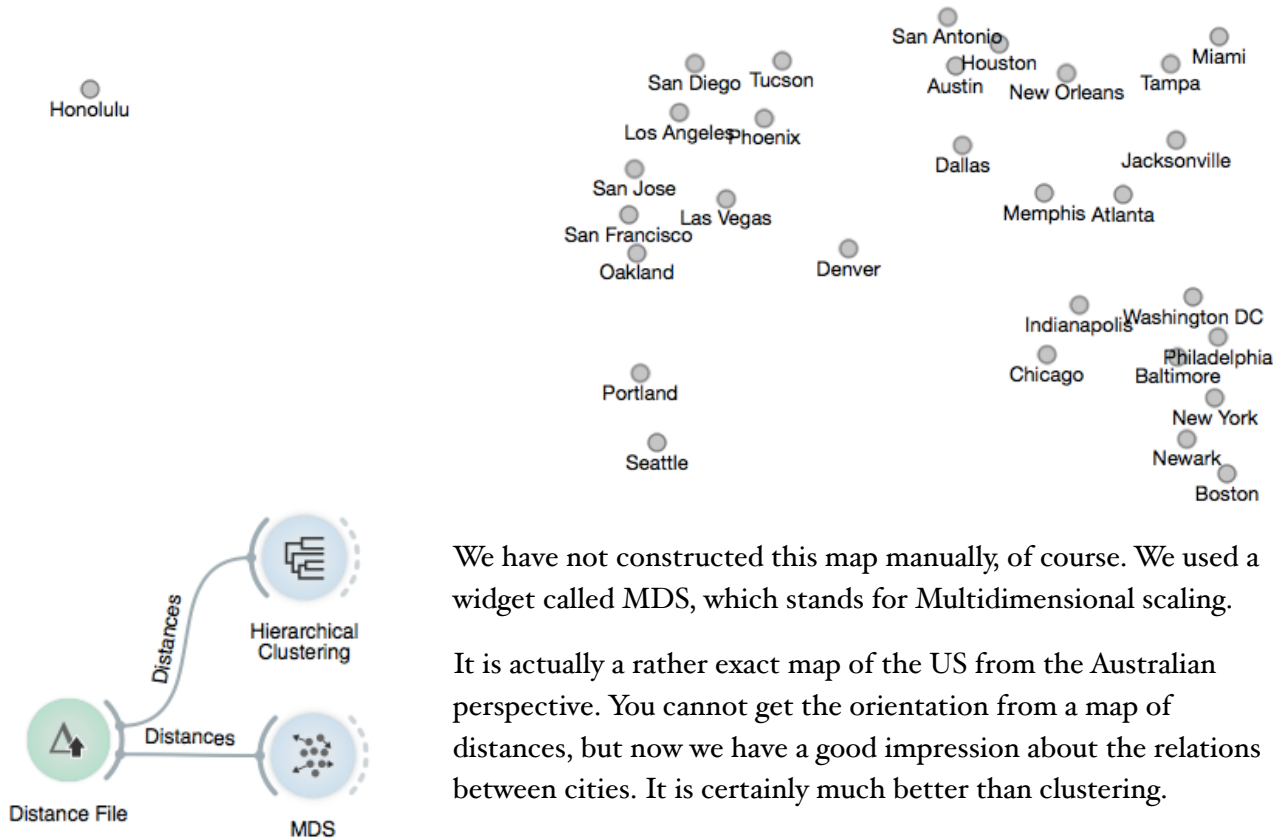 San Antonio
Miami
Houston
Honolulu
San Diego
Tucson
Austin
New Orleans
Tampa
Los Angeles
Phoenix
Dallas
Jacksonville
San Jose
Las Vegas
Memphis
Atlanta
San Francisco
Oakland
Denver
Indianapolis
Washington DC
Chicago
Philadelphia
Baltimore
Portland
New York
Seattle
Newark
Boston
Distances
Hierarchical
Clustering
Distances
Distance File
MDS
We have not constructed this map manually, of course. We used a
widget called MDS, which stands for Multidimensional scaling.
It is actually a rather exact map of the US from the Australian
perspective. You cannot get the orientation from a map of
distances, but now we have a good impression about the relations
between cities. It is certainly much better than clustering.